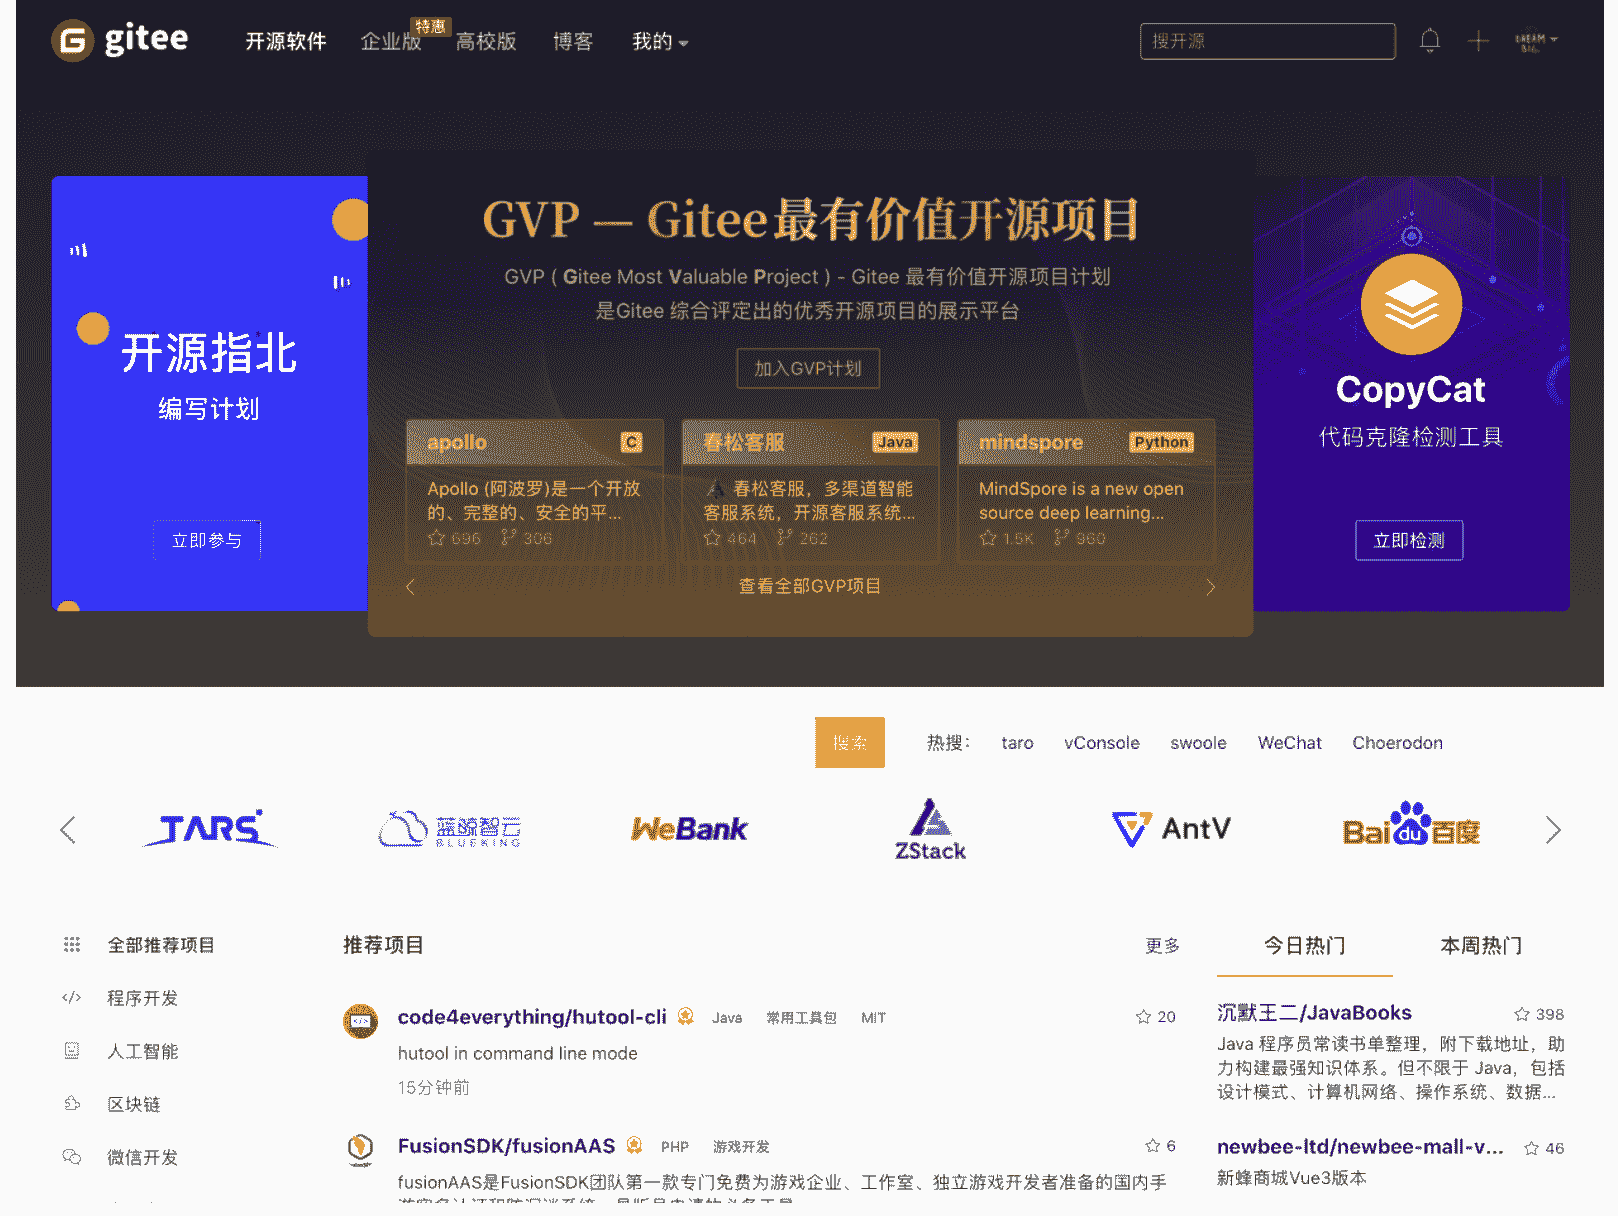 gitee
开源软件
企业版
特惠
高校版
博客
我的
搜开源
开源指北
编写计划
立即参与
GVP — Gitee最有价值开源项目
GVP ( Gitee Most Valuable Project ) - Gitee 最有价值开源项目计划
是Gitee 综合评定出的优秀开源项目的展示平台
加入GVP计划
apollo C
Apollo (阿波罗)是一个开放
的、完整的、安全的平...
696 306
春松客服 Java
春松客服，多渠道智能
客服系统，开源客服系统...
464 262
mindspore Python
MindSpore is a new open
source deep learning...
1.5K 960
查看全部GVP项目
CopyCat
代码克隆检测工具
立即检测
搜索
热搜： taro vConsole swoole WeChat Choerodon
TARS
蓝鲸智云
BLUEKING
WeBank
ZStack
AntV
Bai du 百度
全部推荐项目
程序开发
人工智能
区块链
微信开发
推荐项目
更多
code4everything/hutool-cli Java 常用工具包 MIT 20
hutool in command line mode
15分钟前
FusionSDK/fusionAAS PHP 游戏开发 6
fusionAAS是FusionSDK团队第一款专门免费为游戏企业、工作室、独立游戏开发者准备的国内手
今日热门 本周热门
沉默王二/JavaBooks 398
Java 程序员常读书单整理，附下载地址，助
力构建最强知识体系。但不限于 Java，包括
设计模式、计算机网络、操作系统、数据...
newbee-ltd/newbee-mall-v... 46
新蜂商城Vue3版本